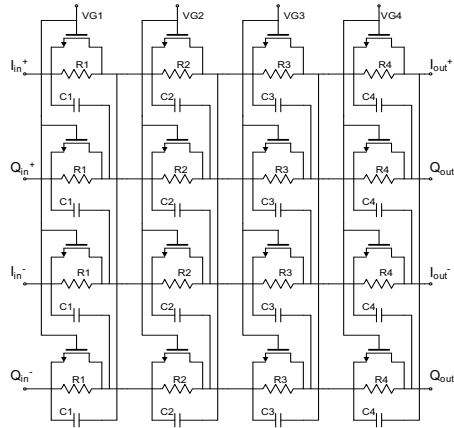 VG1 VG2 VG3 VG4
Iin+ R1 R2 R3 R4 Iout+
C1 C2 C3 C4
Qin+ R1 R2 R3 R4 Qout
C1 C2 C3 C4
Iin- R1 R2 R3 R4 Iout-
C1 C2 C3 C4
Qin- R1 R2 R3 R4 Qout
C1 C2 C3 C4